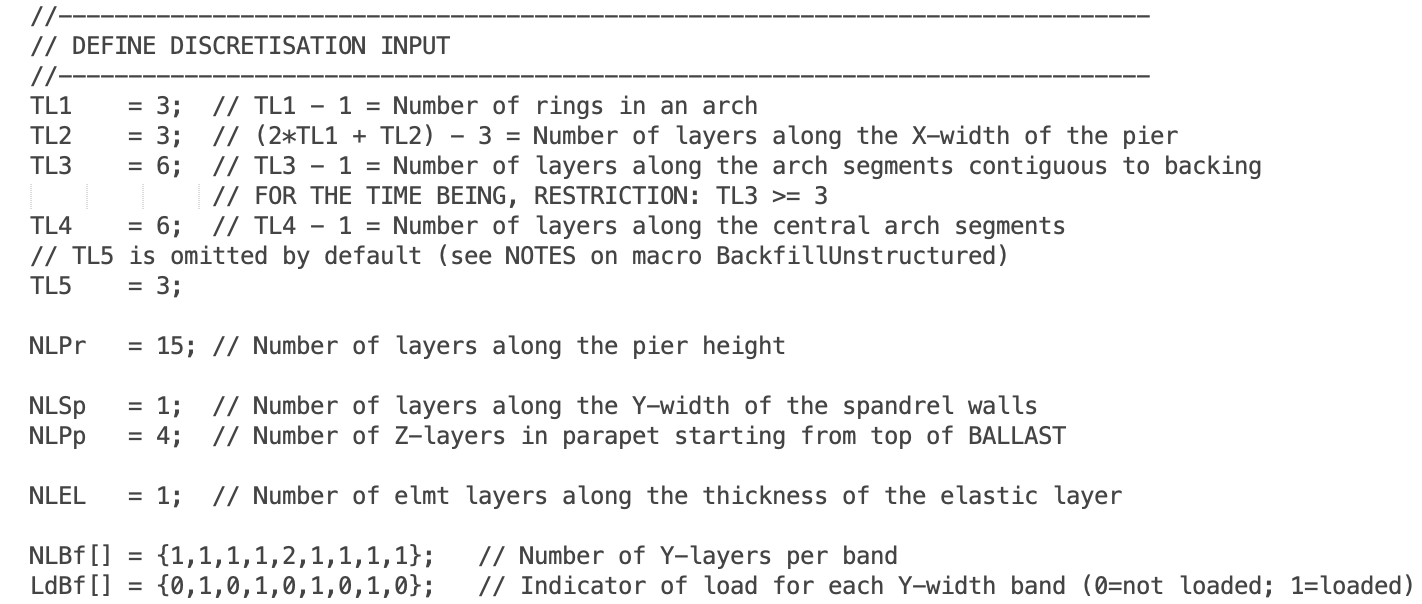 //------------------------------------------------------------------------------
// DEFINE DISCRETISATION INPUT
//------------------------------------------------------------------------------
TL1    = 3;  // TL1 - 1 = Number of rings in an arch
TL2    = 3;  // (2*TL1 + TL2) - 3 = Number of layers along the X-width of the pier
TL3    = 6;  // TL3 - 1 = Number of layers along the arch segments contiguous to backing
             // FOR THE TIME BEING, RESTRICTION: TL3 >= 3
TL4    = 6;  // TL4 - 1 = Number of layers along the central arch segments
// TL5 is omitted by default (see NOTES on macro BackfillUnstructured)
TL5    = 3;
NLPr   = 15; // Number of layers along the pier height
NLSp   = 1;  // Number of layers along the Y-width of the spandrel walls
NLPp   = 4;  // Number of Z-layers in parapet starting from top of BALLAST
NLEL   = 1;  // Number of elmt layers along the thickness of the elastic layer
NLBf[] = {1,1,1,1,2,1,1,1,1};   // Number of Y-layers per band
LdBf[] = {0,1,0,1,0,1,0,1,0};   // Indicator of load for each Y-width band (0=not loaded; 1=loaded)